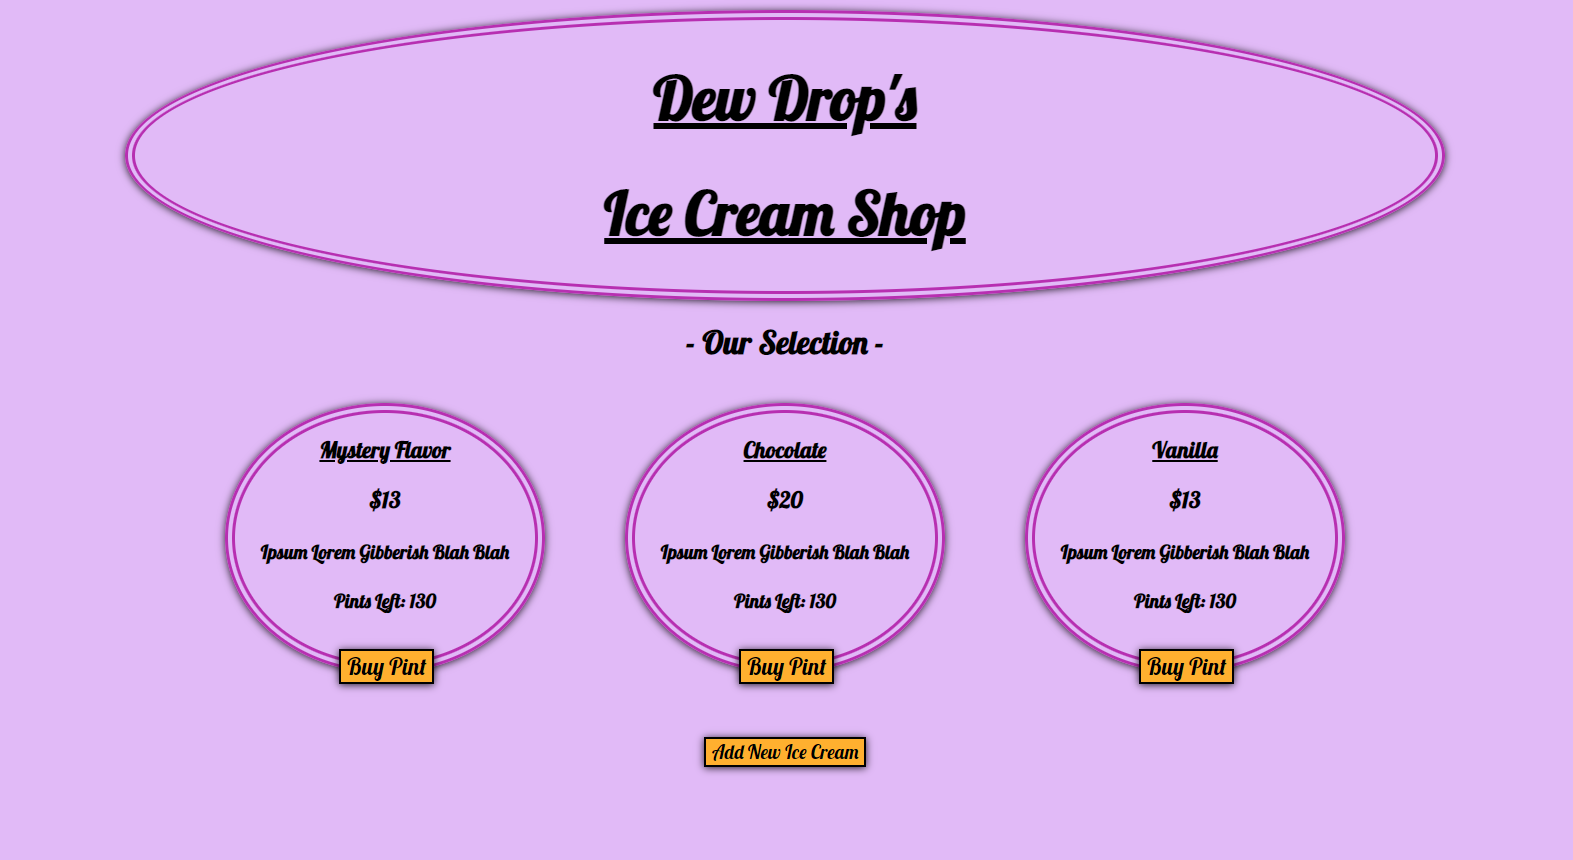 Dew Drop's
Ice Cream Shop
- Our Selection -
Mystery Flavor
$13
Ipsum Lorem Gibberish Blah Blah
Pints Left: 130
Buy Pint
Chocolate
$20
Ipsum Lorem Gibberish Blah Blah
Pints Left: 130
Buy Pint
Vanilla
$13
Ipsum Lorem Gibberish Blah Blah
Pints Left: 130
Buy Pint
Add New Ice Cream